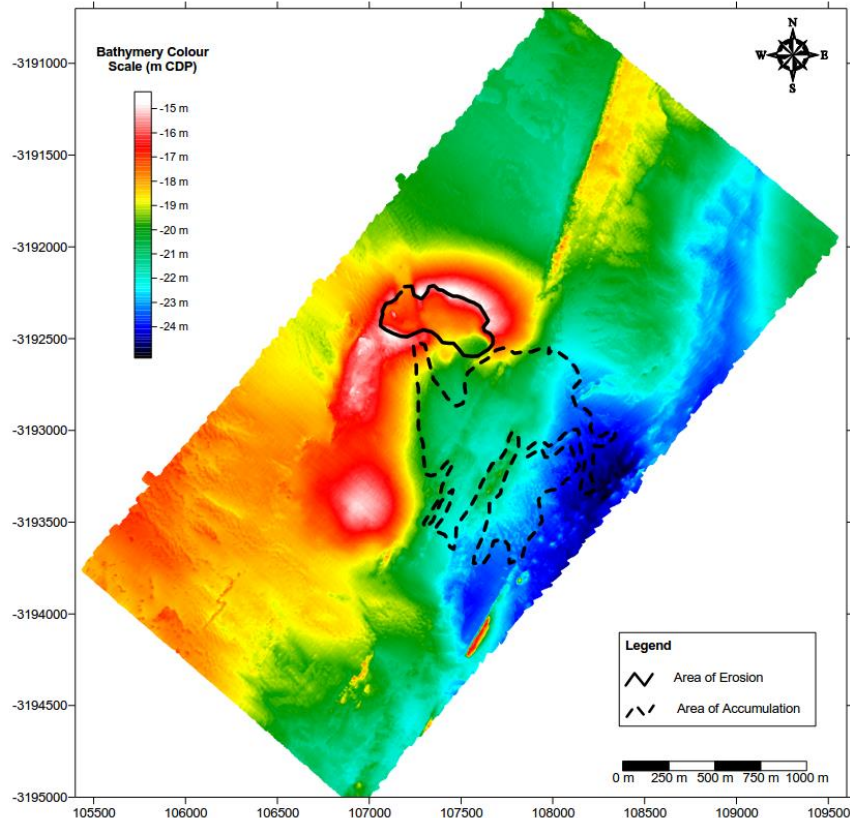 Bathymery Colour
Scale (m CDP)
-15 m
-16 m
-17 m
-18 m
-19 m
-20 m
-21 m
-22 m
-23 m
-24 m
N
W E
S
-3191000
-3191500
-3192000
-3192500
-3193000
-3193500
-3194000
-3194500
-3195000
Legend
Area of Erosion
Area of Accumulation
0 m 250 m 500 m 750 m 1000 m
105500 106000 106500 107000 107500 108000 108500 109000 109500